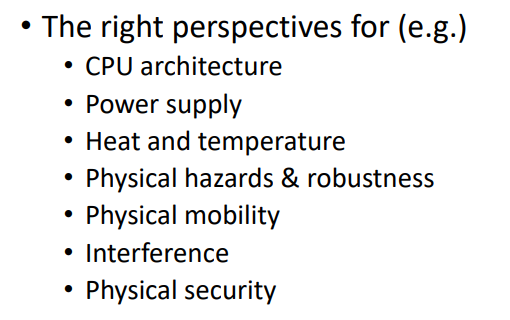 • The right perspectives for (e.g.)
• CPU architecture
• Power supply
• Heat and temperature
• Physical hazards & robustness
• Physical mobility
• Interference
• Physical security